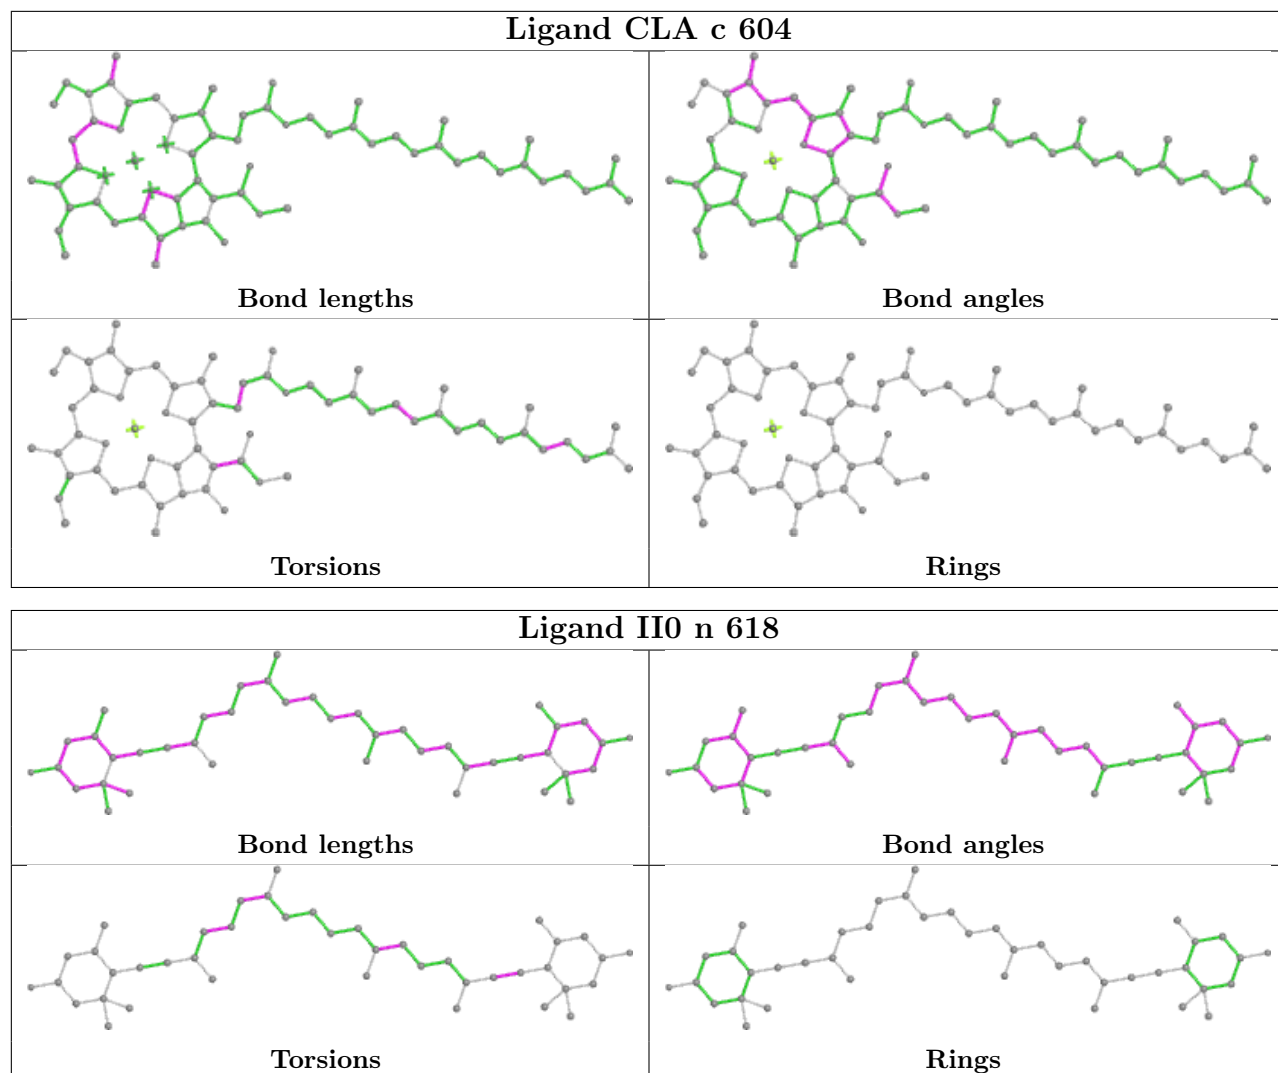 Ligand CLA c 604
Bond lengths
Bond angles
Torsions
Rings
Ligand II0 n 618
Bond lengths
Bond angles
Torsions
Rings